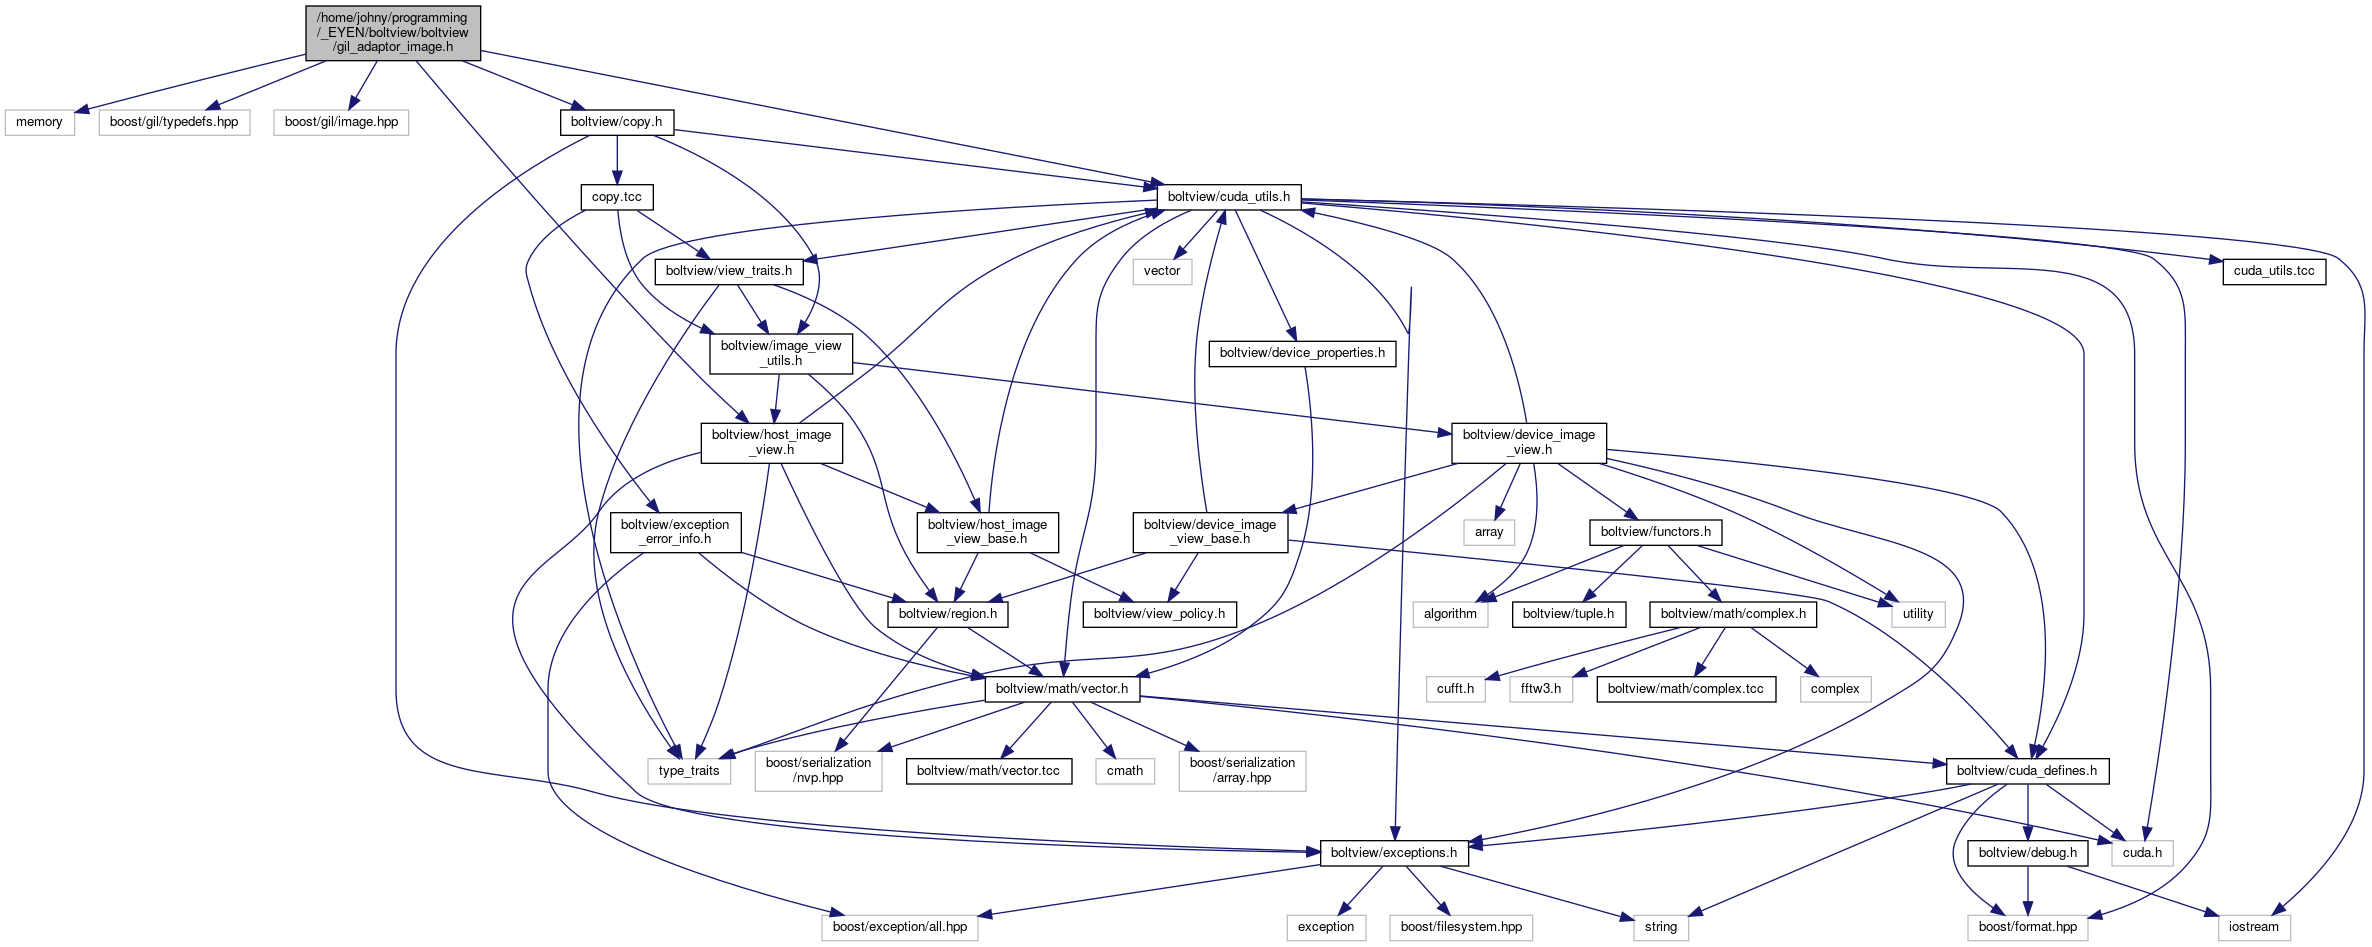 /home/johny/programming
/_EYEN/boltview/boltview
/gil_adaptor_image.h
memory
boost/gil/typedefs.hpp
boost/gil/image.hpp
boltview/copy.h
copy.tcc
boltview/cuda_utils.h
boltview/view_traits.h
vector
cuda_utils.tcc
boltview/image_view
_utils.h
boltview/device_properties.h
boltview/host_image
_view.h
boltview/device_image
_view.h
boltview/exception
_error_info.h
boltview/host_image
_view_base.h
boltview/device_image
_view_base.h
array
boltview/functors.h
boltview/region.h
boltview/view_policy.h
algorithm
boltview/tuple.h
boltview/math/complex.h
utility
boltview/math/vector.h
cufft.h
fftw3.h
boltview/math/complex.tcc
complex
type_traits
boost/serialization
/nvp.hpp
boltview/math/vector.tcc
cmath
boost/serialization
/array.hpp
boltview/cuda_defines.h
boltview/exceptions.h
boltview/debug.h
cuda.h
boost/exception/all.hpp
exception
boost/filesystem.hpp
string
boost/format.hpp
iostream